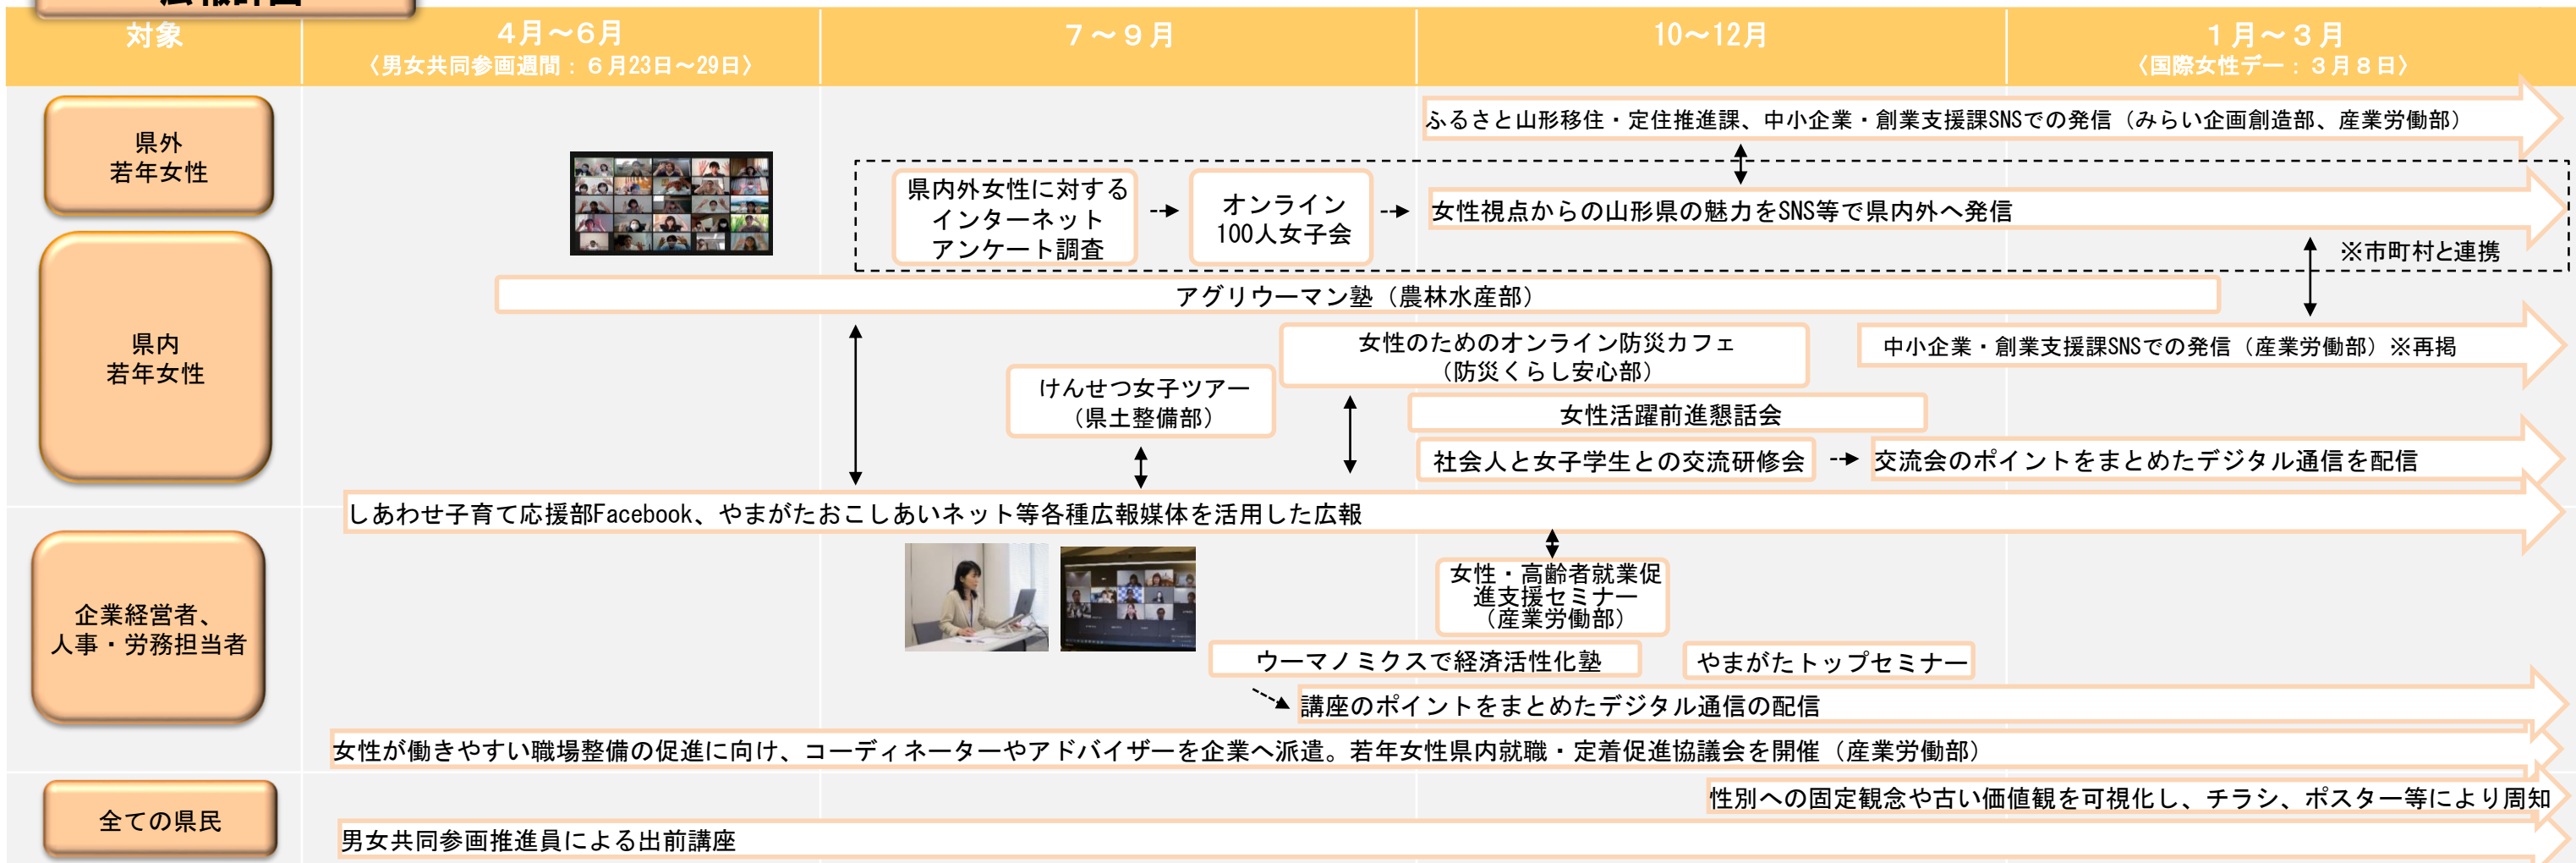 対象
4月～6月
〈男女共同参画週間：６月23日～29日〉
７～９月
10～12月
１月～３月
〈国際女性デー：３月８日〉
県外
若年女性
ふるさと山形移住・定住推進課、中小企業・創業支援課SNSでの発信（みらい企画創造部、産業労働部）
県内外女性に対する
インターネット
アンケート調査
オンライン
100人女子会
女性視点からの山形県の魅力をSNS等で県内外へ発信
※市町村と連携
県内
若年女性
アグリウーマン塾（農林水産部）
女性のためのオンライン防災カフェ
（防災くらし安心部）
中小企業・創業支援課SNSでの発信（産業労働部）※再掲
けんせつ女子ツアー
（県土整備部）
女性活躍前進懇話会
社会人と女子学生との交流研修会
交流会のポイントをまとめたデジタル通信を配信
しあわせ子育て応援部Facebook、やまがたおこしあいネット等各種広報媒体を活用した広報
企業経営者、
人事・労務担当者
女性・高齢者就業促
進支援セミナー
（産業労働部）
ウーマノミクスで経済活性化塾
やまがたトップセミナー
講座のポイントをまとめたデジタル通信の配信
女性が働きやすい職場整備の促進に向け、コーディネーターやアドバイザーを企業へ派遣。若年女性県内就職・定着促進協議会を開催（産業労働部）
全ての県民
性別への固定観念や古い価値観を可視化し、チラシ、ポスター等により周知
男女共同参画推進員による出前講座